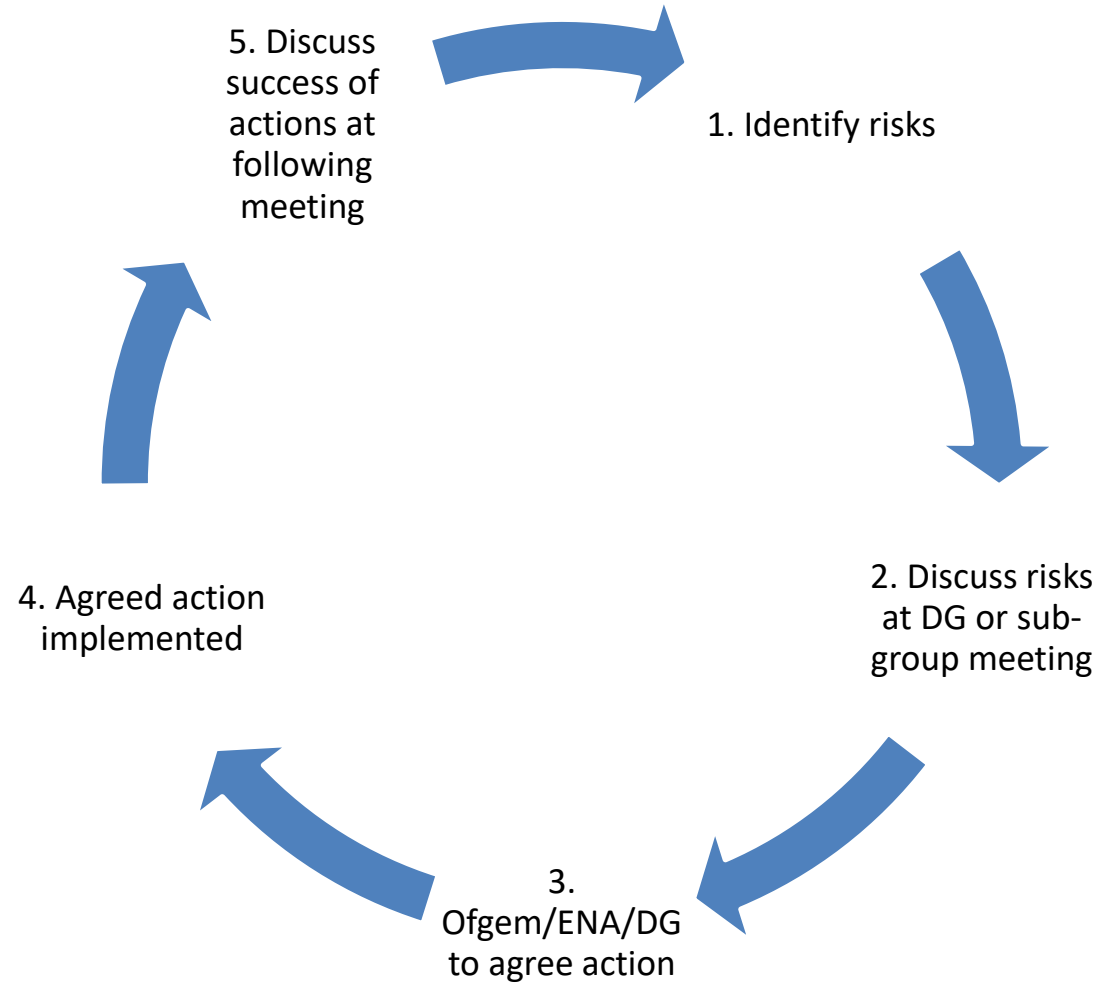 1. Identify risks
2. Discuss risks
at DG or sub-
group meeting
3.
Ofgem/ENA/DG
to agree action
4. Agreed action
implemented
5. Discuss
success of
actions at
following
meeting